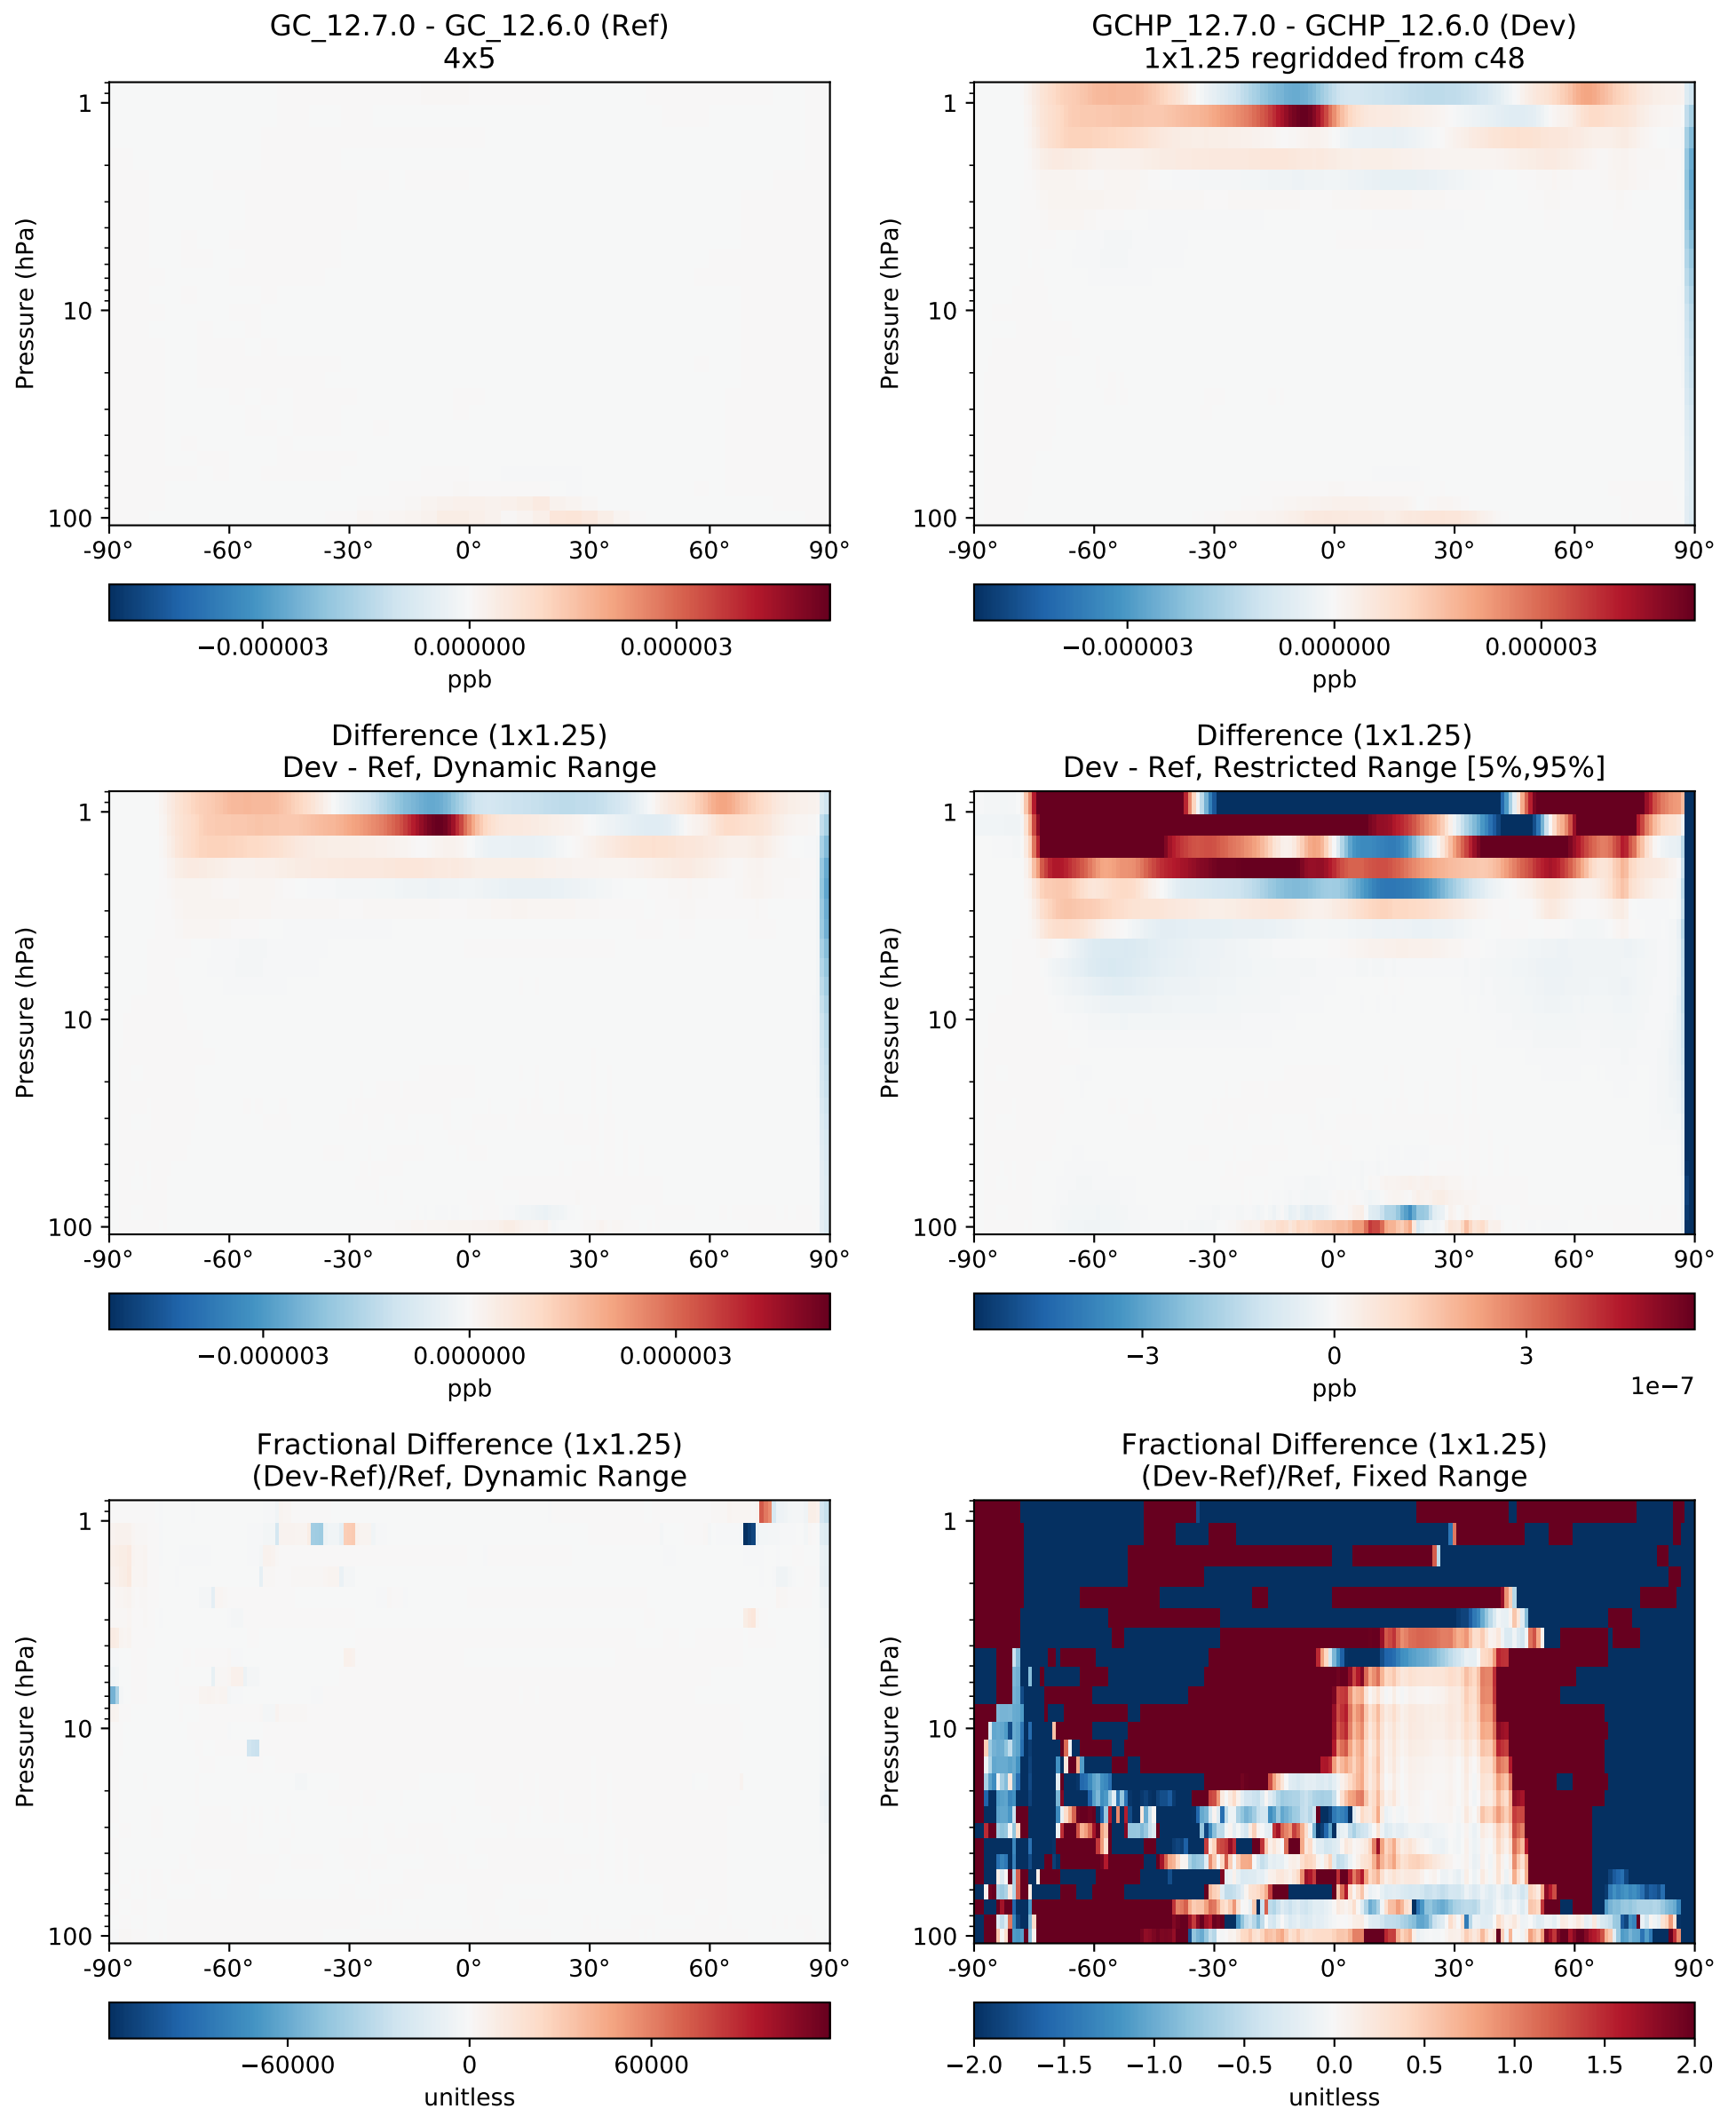 GC_12.7.0 - GC_12.6.0 (Ref)
4x5
GCHP_12.7.0 - GCHP_12.6.0 (Dev)
1x1.25 regridded from c48
Pressure (hPa)
1
10
100
-90° -60° -30° 0° 30° 60° 90°
−0.000003 0.000000 0.000003
ppb
Pressure (hPa)
1
10
100
-90° -60° -30° 0° 30° 60° 90°
−0.000003 0.000000 0.000003
ppb
Difference (1x1.25)
Dev - Ref, Dynamic Range
Pressure (hPa)
1
10
100
-90° -60° -30° 0° 30° 60° 90°
−0.000003 0.000000 0.000003
ppb
Difference (1x1.25)
Dev - Ref, Restricted Range [5%,95%]
Pressure (hPa)
1
10
100
-90° -60° -30° 0° 30° 60° 90°
−3 0 3
ppb
1e−7
Fractional Difference (1x1.25)
(Dev-Ref)/Ref, Dynamic Range
Pressure (hPa)
1
10
100
-90° -60° -30° 0° 30° 60° 90°
−60000 0 60000
unitless
Fractional Difference (1x1.25)
(Dev-Ref)/Ref, Fixed Range
Pressure (hPa)
1
10
100
-90° -60° -30° 0° 30° 60° 90°
−2.0 −1.5 −1.0 −0.5 0.0 0.5 1.0 1.5 2.0
unitless